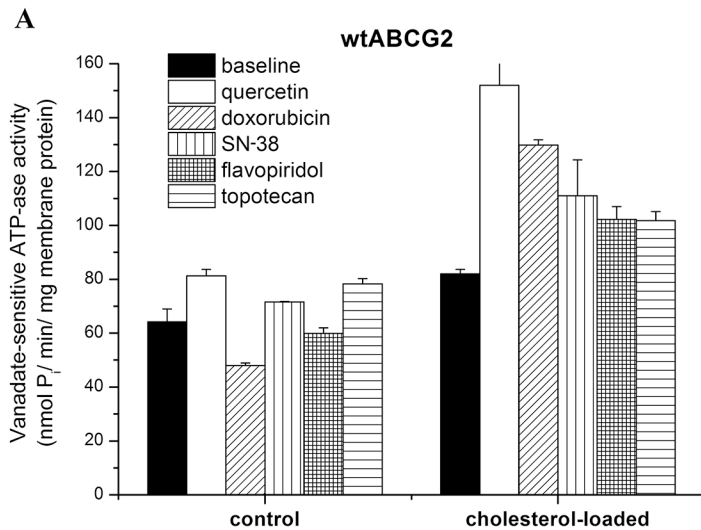 A
wtABCG2
Vanadate-sensitive ATP-ase activity
(nmol Pi/ min/ mg membrane protein)
160
140
120
100
80
60
40
20
0
baseline
quercetin
doxorubicin
SN-38
flavopiridol
topotecan
control
cholesterol-loaded